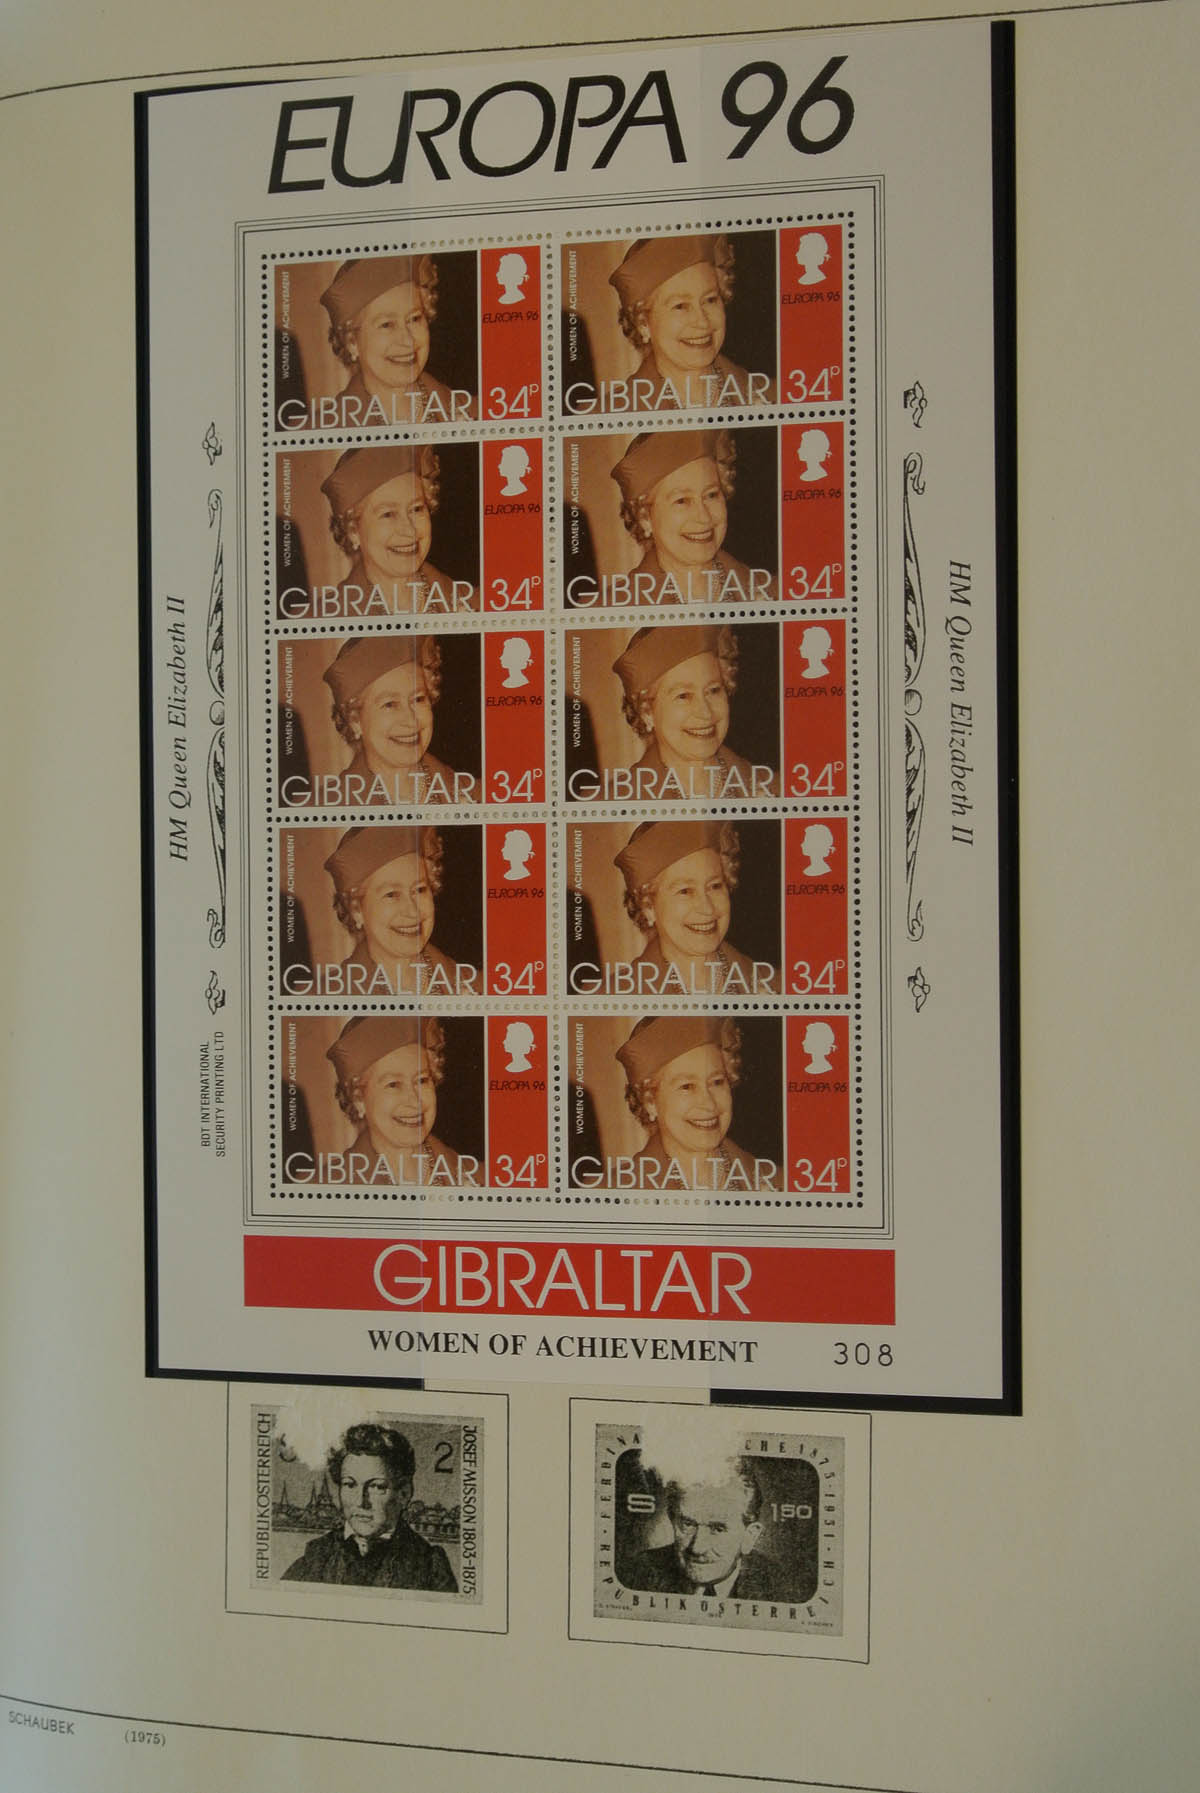 EUROPA 96
WOMEN OF ACHIEVEMENT
EUROPA 96
GIBRALTAR 34p
WOMEN OF ACHIEVEMENT
EUROPA 96
GIBRALTAR 34p
WOMEN OF ACHIEVEMENT
EUROPA 96
GIBRALTAR 34p
WOMEN OF ACHIEVEMENT
EUROPA 96
GIBRALTAR 34p
WOMEN OF ACHIEVEMENT
EUROPA 96
GIBRALTAR 34p
WOMEN OF ACHIEVEMENT
EUROPA 96
GIBRALTAR 34p
WOMEN OF ACHIEVEMENT
EUROPA 96
GIBRALTAR 34p
WOMEN OF ACHIEVEMENT
EUROPA 96
GIBRALTAR 34p
WOMEN OF ACHIEVEMENT
EUROPA 96
GIBRALTAR 34p
WOMEN OF ACHIEVEMENT
EUROPA 96
GIBRALTAR 34p
HM Queen Elizabeth II
HM Queen Elizabeth II
BDT INTERNATIONAL
SECURITY PRINTING LTD
GIBRALTAR
WOMEN OF ACHIEVEMENT 308
REPUBLIK ÖSTERREICH
2
JOSEF MISSON 1803-1875
1875-1951
S 1.50
REPUBLIK ÖSTERREICH
SCHAUBEK (1975)